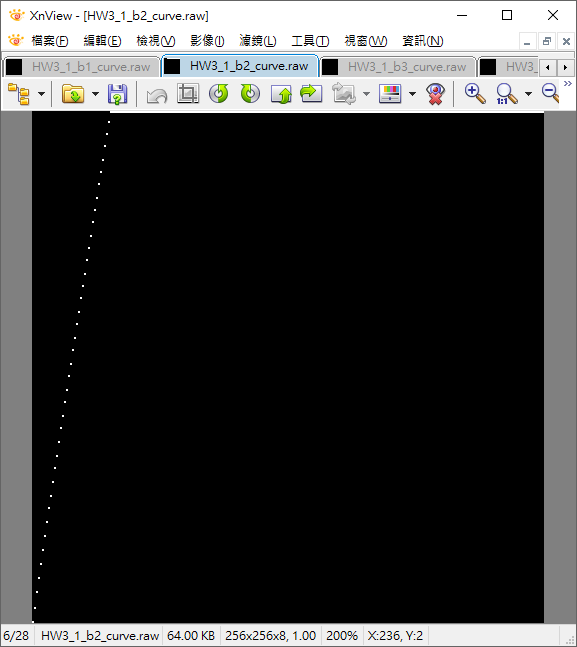 XnView - [HW3_1_b2_curve.raw]
檔案(F) 編輯(E) 檢視(V) 影像(I) 濾鏡(L) 工具(T) 視窗(W) 資訊(N)
HW3_1_b1_curve.raw HW3_1_b2_curve.raw HW3_1_b3_curve.raw HW3_
1:1
6/28 HW3_1_b2_curve.raw 64.00 KB 256x256x8, 1.00 200% X:236, Y:2